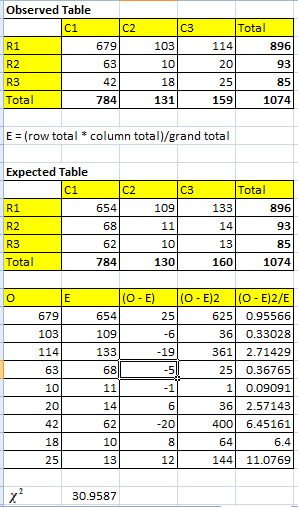 Observed Table
C1 C2 C3 Total
R1 679 103 114 896
R2 63 10 20 93
R3 42 18 25 85
Total 784 131 159 1074
E = (row total * column total)/grand total
Expected Table
C1 C2 C3 Total
R1 654 109 133 896
R2 68 11 14 93
R3 62 10 13 85
Total 784 130 160 1074
O E (O - E) (O - E)2 (O - E)2/E
679 654 25 625 0.95566
103 109 -6 36 0.33028
114 133 -19 361 2.71429
63 68 -5 25 0.36765
10 11 -1 1 0.09091
20 14 6 36 2.57143
42 62 -20 400 6.45161
18 10 8 64 6.4
25 13 12 144 11.0769
χ² 30.9587